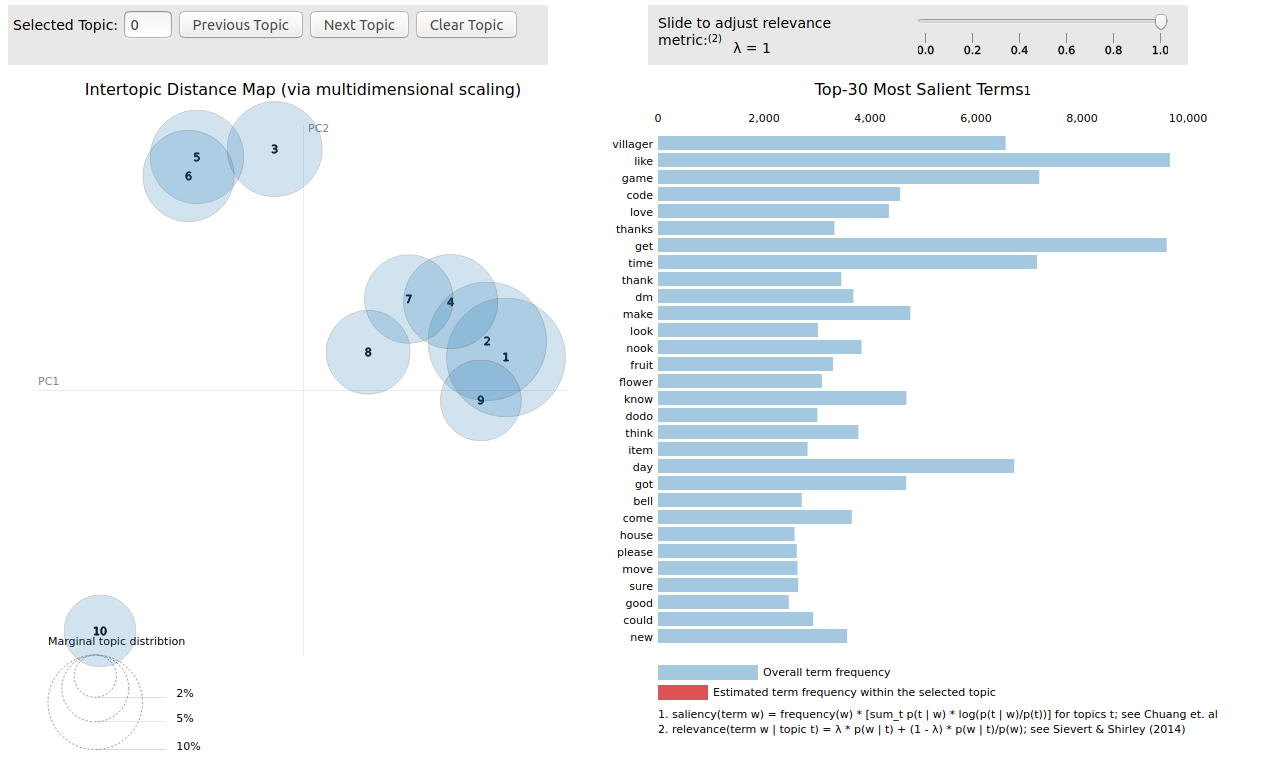 Selected Topic: 0 Previous Topic Next Topic Clear Topic
Slide to adjust relevance
metric:(2) λ = 1
0.0 0.2 0.4 0.6 0.8 1.0
Intertopic Distance Map (via multidimensional scaling)
PC2
5
3
6
7
4
2
8
1
PC1
9
10
Marginal topic distribtion
2%
5%
10%
Top-30 Most Salient Terms1
0 2,000 4,000 6,000 8,000 10,000
villager
like
game
code
love
thanks
get
time
thank
dm
make
look
nook
fruit
flower
know
dodo
think
item
day
got
bell
come
house
please
move
sure
good
could
new
Overall term frequency
Estimated term frequency within the selected topic
1. saliency(term w) = frequency(w) * [sum_t p(t | w) * log(p(t | w)/p(t))] for topics t; see Chuang et. al
2. relevance(term w | topic t) = λ * p(w | t) + (1 - λ) * p(w | t)/p(w); see Sievert & Shirley (2014)